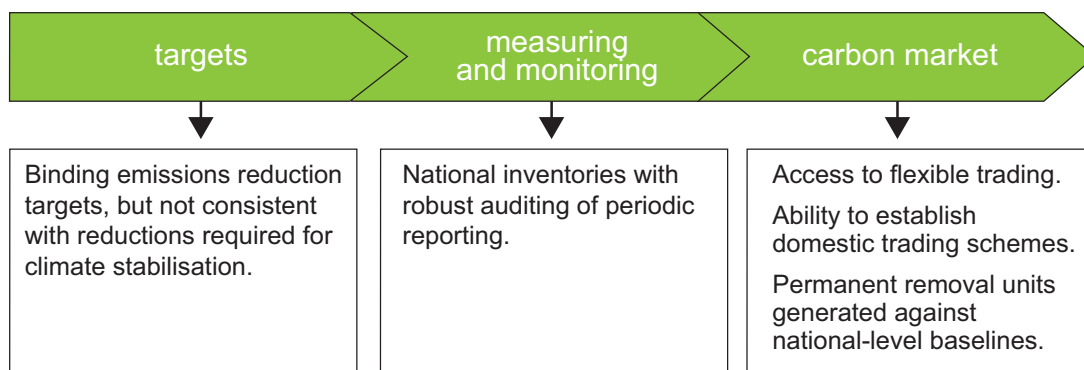 targets
measuring
and monitoring
carbon market
Binding emissions reduction
targets, but not consistent
with reductions required for
climate stabilisation.
National inventories with
robust auditing of periodic
reporting.
Access to flexible trading.
Ability to establish
domestic trading schemes.
Permanent removal units
generated against
national-level baselines.